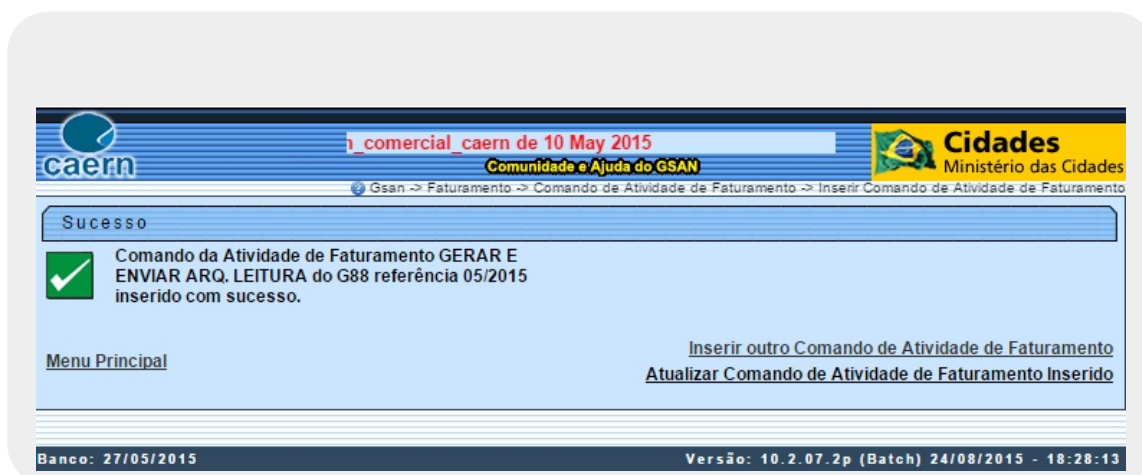 caern
_comercial_caern de 10 May 2015
Comunidade e Ajuda do GSAN
Cidades
Ministério das Cidades
Gsan -> Faturamento -> Comando de Atividade de Faturamento -> Inserir Comando de Atividade de Faturamento
Sucesso
Comando da Atividade de Faturamento GERAR E
ENVIAR ARQ. LEITURA do G88 referência 05/2015
inserido com sucesso.
Inserir outro Comando de Atividade de Faturamento
Menu Principal
Atualizar Comando de Atividade de Faturamento Inserido
Banco: 27/05/2015 Versão: 10.2.07.2p (Batch) 24/08/2015 - 18:28:13